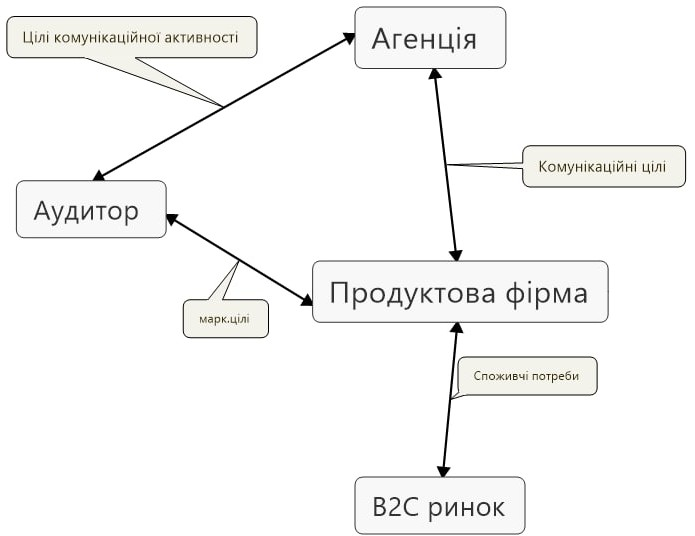 Цілі комунікаційної активності
Агенція
Комунікаційні цілі
Аудитор
Продуктова фірма
марк.цілі
Споживчі потреби
B2C ринок